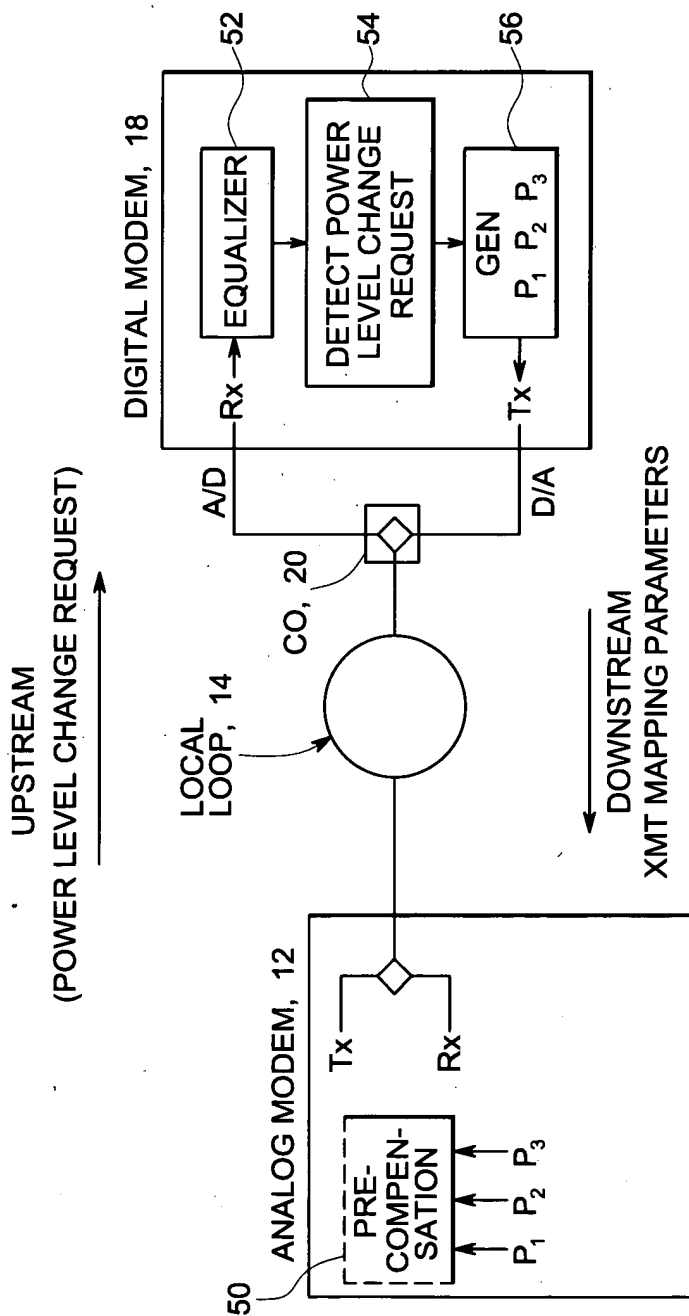 UPSTREAM
(POWER LEVEL CHANGE REQUEST)
ANALOG MODEM, 12
50
PRE-
COMPEN-
SATION
P₁ P₂ P₃
Tx
Rx
LOCAL
LOOP, 14
CO, 20
A/D
D/A
DIGITAL MODEM, 18
Rx
EQUALIZER
52
DETECT POWER
LEVEL CHANGE
REQUEST
54
GEN
P₁ P₂ P₃
56
Tx
DOWNSTREAM
XMT MAPPING PARAMETERS